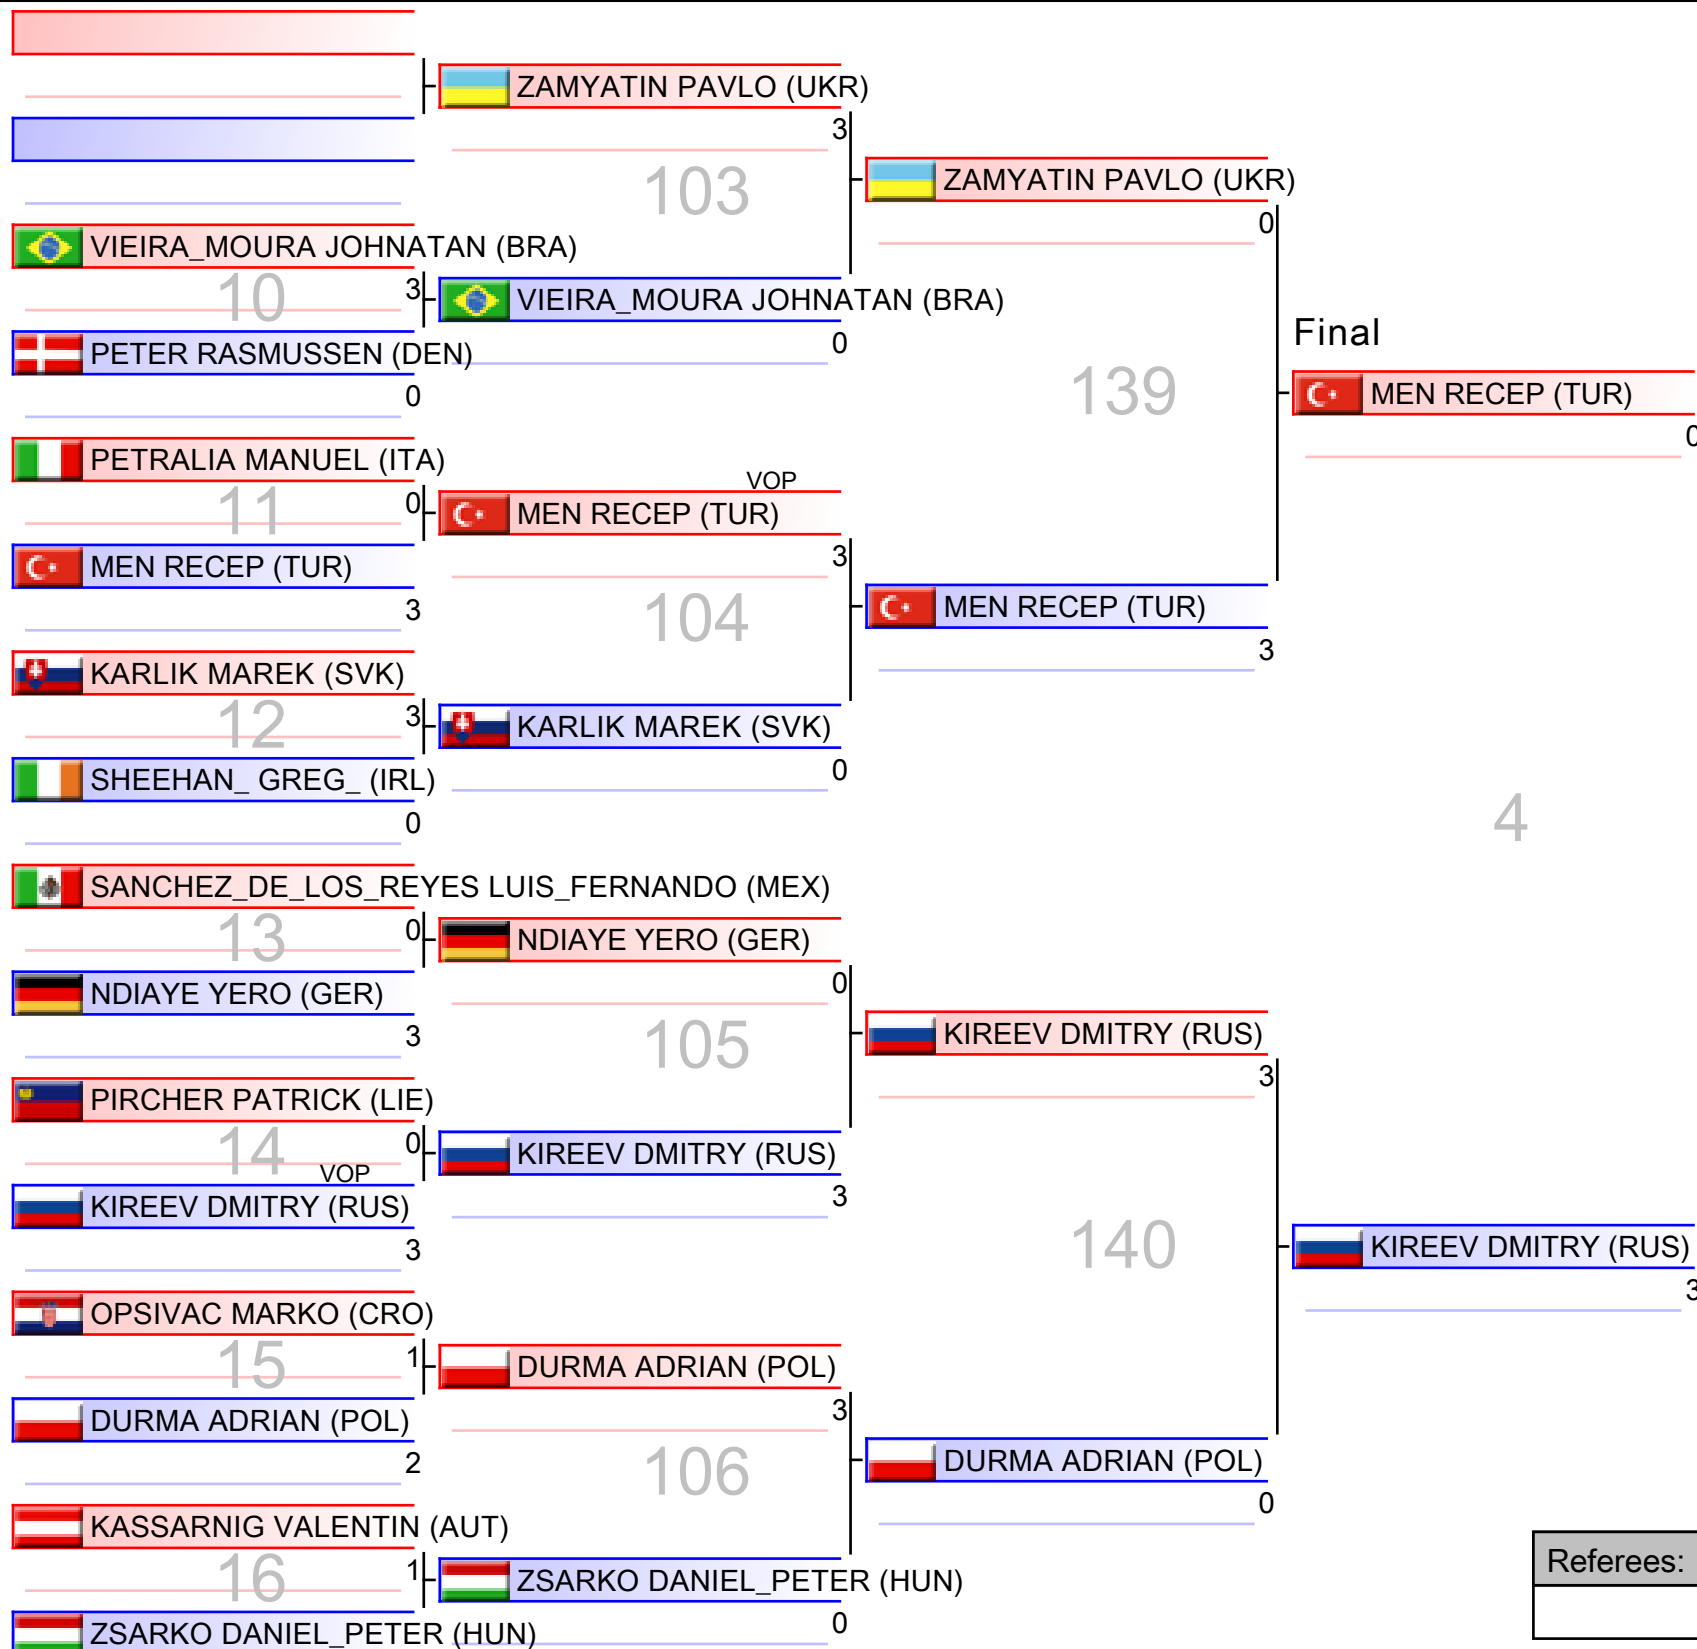 ZAMYATIN PAVLO (UKR)
3
103
ZAMYATIN PAVLO (UKR)
0
VIEIRA_MOURA JOHNATAN (BRA)
10
3
VIEIRA_MOURA JOHNATAN (BRA)
0
PETER RASMUSSEN (DEN)
0
139
Final
MEN RECEP (TUR)
0
PETRALIA MANUEL (ITA)
11
0
VOP
MEN RECEP (TUR)
3
MEN RECEP (TUR)
3
104
MEN RECEP (TUR)
3
KARLIK MAREK (SVK)
12
3
KARLIK MAREK (SVK)
0
SHEEHAN_ GREG_ (IRL)
0
4
SANCHEZ_DE_LOS_REYES LUIS_FERNANDO (MEX)
13
0
NDIAYE YERO (GER)
0
NDIAYE YERO (GER)
3
105
KIREEV DMITRY (RUS)
3
PIRCHER PATRICK (LIE)
14
0
VOP
KIREEV DMITRY (RUS)
3
KIREEV DMITRY (RUS)
3
140
KIREEV DMITRY (RUS)
3
OPSIVAC MARKO (CRO)
15
1
DURMA ADRIAN (POL)
3
DURMA ADRIAN (POL)
2
106
DURMA ADRIAN (POL)
0
KASSARNIG VALENTIN (AUT)
16
1
ZSARKO DANIEL_PETER (HUN)
0
ZSARKO DANIEL_PETER (HUN)
Referees: